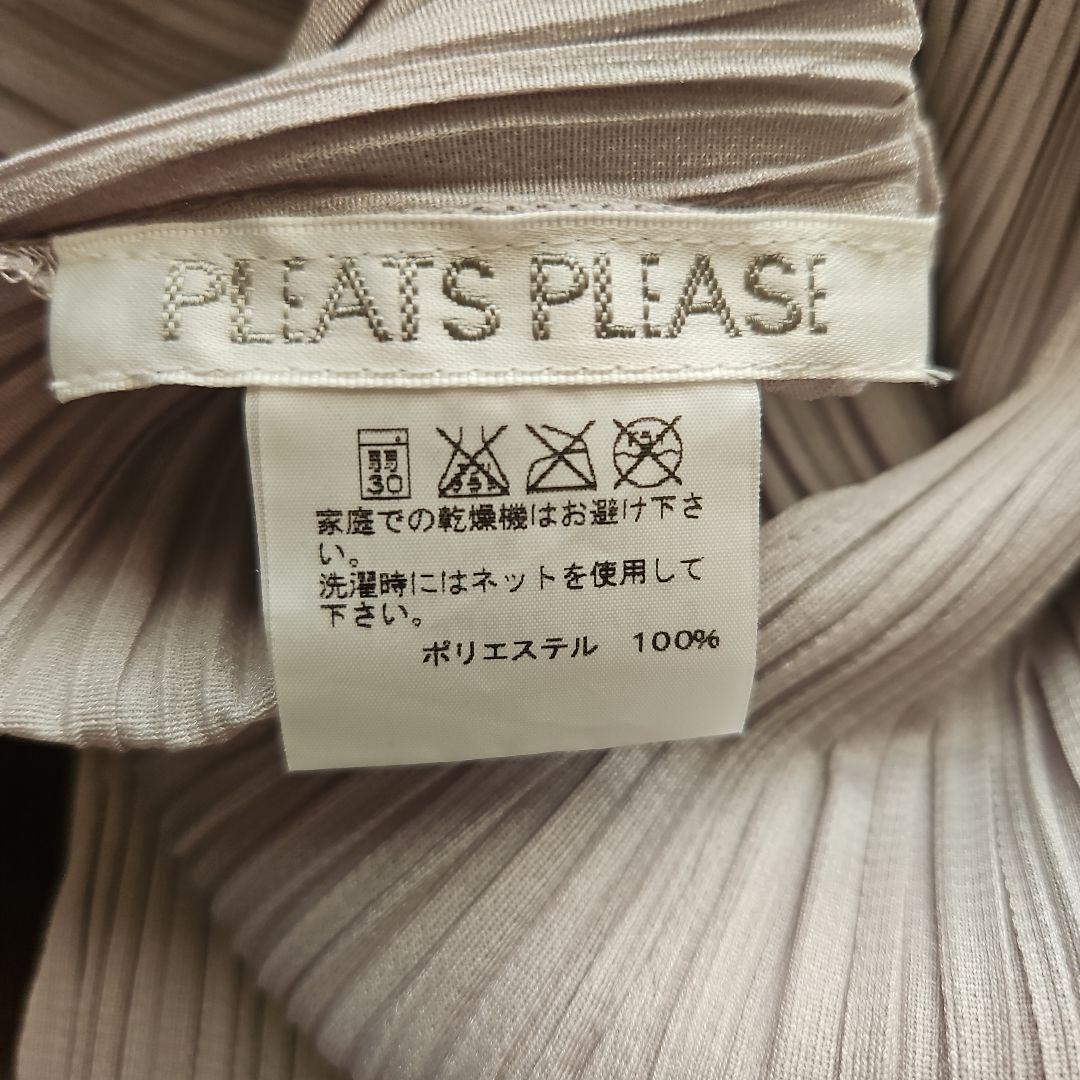 PLEATS PLEASE
弱
30
家庭での乾燥機はお避け下さ
い。
洗濯時にはネットを使用して
下さい。
ポリエステル 100%